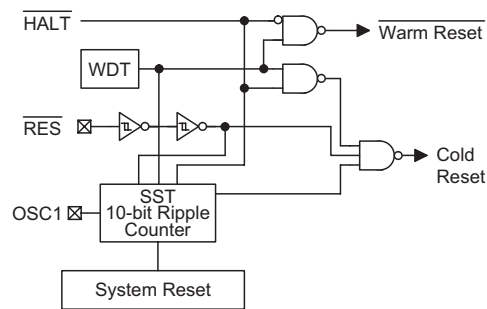 HALT
Warm Reset
WDT
RES
Cold
Reset
SST
10-bit Ripple
Counter
OSC1
System Reset